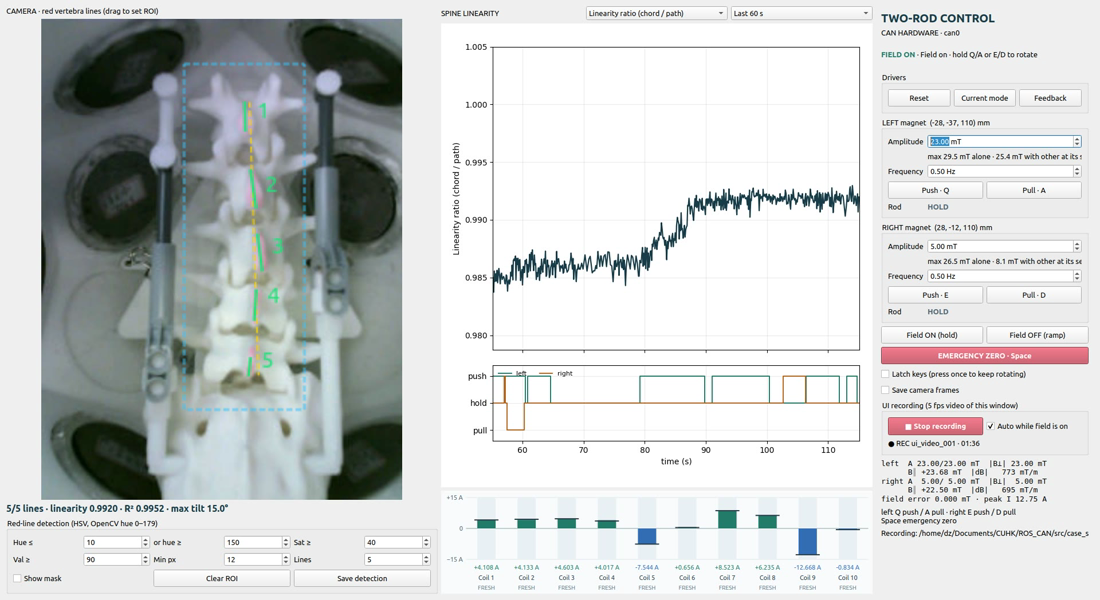 CAMERA · red vertebra lines (drag to set ROI)
1
2
3
4
5
5/5 lines · linearity 0.9920 · R² 0.9952 · max tilt 15.0°
Red-line detection (HSV, OpenCV hue 0–179)
Hue ≤ 10 or hue ≥ 150 Sat ≥ 40
Val ≥ 90 Min px 12 Lines 5
Show mask Clear ROI Save detection
SPINE LINEARITY Linearity ratio (chord / path) Last 60 s
1.005
1.000
0.995
0.990
0.985
0.980
Linearity ratio (chord / path)
left right
push
hold
pull
60 70 80 90 100 110
time (s)
+15 A
0
−15 A
+4.108 A +4.133 A +4.603 A +4.017 A -7.544 A +0.656 A +8.523 A +6.235 A -12.668 A -0.834 A
Coil 1 Coil 2 Coil 3 Coil 4 Coil 5 Coil 6 Coil 7 Coil 8 Coil 9 Coil 10
FRESH FRESH FRESH FRESH FRESH FRESH FRESH FRESH FRESH FRESH
TWO-ROD CONTROL
CAN HARDWARE · can0
FIELD ON · Field on · hold Q/A or E/D to rotate
Drivers
Reset Current mode Feedback
LEFT magnet (-28, -37, 110) mm
Amplitude 23.00 mT
max 29.5 mT alone · 25.4 mT with other at its s
Frequency 0.50 Hz
Push · Q Pull · A
Rod HOLD
RIGHT magnet (28, -12, 110) mm
Amplitude 5.00 mT
max 26.5 mT alone · 8.1 mT with other at its se
Frequency 0.50 Hz
Push · E Pull · D
Rod HOLD
Field ON (hold) Field OFF (ramp)
EMERGENCY ZERO · Space
Latch keys (press once to keep rotating)
Save camera frames
UI recording (5 fps video of this window)
Stop recording Auto while field is on
● REC ui_video_001 · 01:36
left A 23.00/23.00 mT |B⊥| 23.00 mT
B∥ +23.68 mT |dB| 773 mT/m
right A 5.00/ 5.00 mT |B⊥| 5.00 mT
B∥ +22.50 mT |dB| 695 mT/m
field error 0.000 mT · peak I 12.75 A
left Q push / A pull · right E push / D pull
Space emergency zero
Recording: /home/dz/Documents/CUHK/ROS_CAN/src/case_s